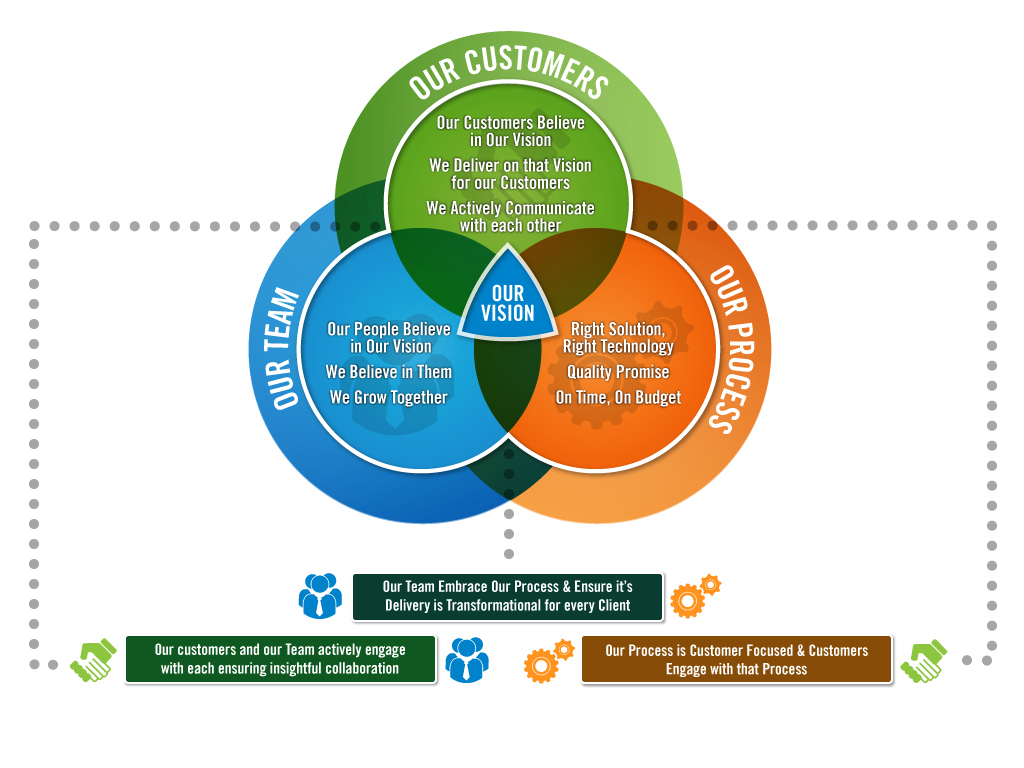 OUR CUSTOMERS
Our Customers Believe
in Our Vision
We Deliver on that Vision
for our Customers
We Actively Communicate
with each other
OUR TEAM
Our People Believe
in Our Vision
We Believe in Them
We Grow Together
OUR
VISION
Right Solution,
Right Technology
Quality Promise
On Time, On Budget
OUR PROCESS
Our Team Embrace Our Process & Ensure it's
Delivery is Transformational for every Client
Our customers and our Team actively engage
with each ensuring insightful collaboration
Our Process is Customer Focused & Customers
Engage with that Process